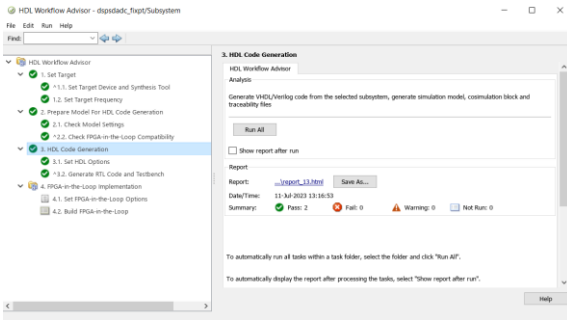 HDL Workflow Advisor - dspsdadc_fixpt/Subsystem
File Edit Run Help
Find:
HDL Workflow Advisor
1. Set Target
^1.1. Set Target Device and Synthesis Tool
1.2. Set Target Frequency
2. Prepare Model For HDL Code Generation
2.1. Check Model Settings
^2.2. Check FPGA-in-the-Loop Compatibility
3. HDL Code Generation
3.1. Set HDL Options
^3.2. Generate RTL Code and Testbench
4. FPGA-in-the-Loop Implementation
4.1. Set FPGA-in-the-Loop Options
4.2. Build FPGA-in-the-Loop
3. HDL Code Generation
HDL Workflow Advisor
Analysis
Generate VHDL/Verilog code from the selected subsystem, generate simulation model, cosimulation block and
traceability files
Run All
Show report after run
Report
Report: ...\report_13.html Save As...
Date/Time: 11-Jul-2023 13:16:53
Summary: Pass: 2 Fail: 0 Warning: 0 Not Run: 0
To automatically run all tasks within a task folder, select the folder and click "Run All".
To automatically display the report after processing the tasks, select "Show report after run".
Help